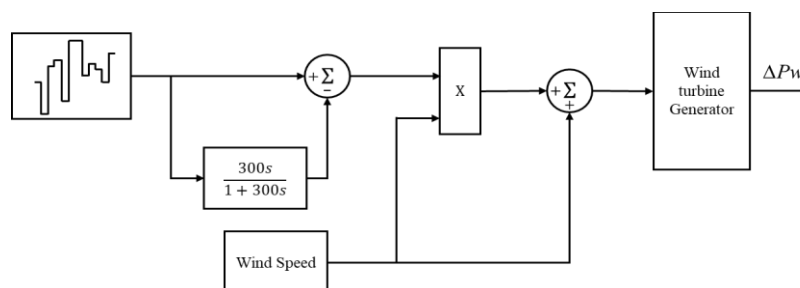 + Σ
−
X
+ Σ
+
Wind
turbine
Generator
ΔPw
300s
1 + 300s
Wind Speed